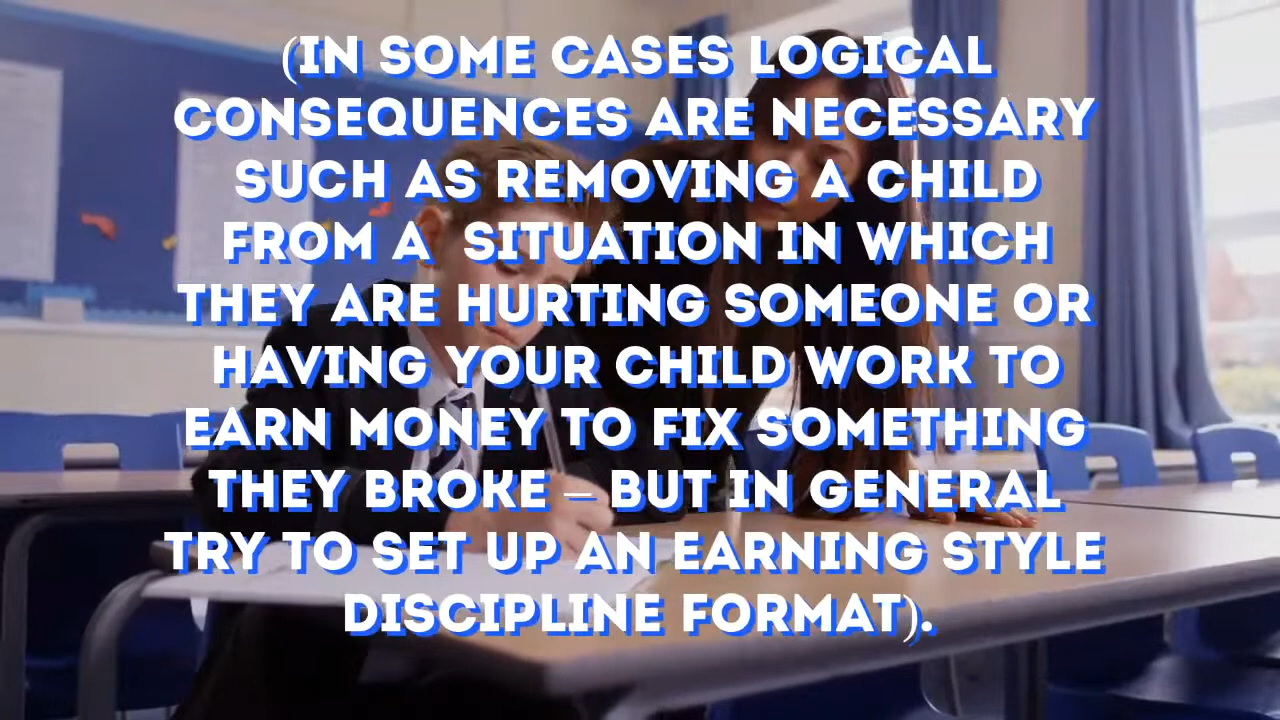 (IN SOME CASES LOGICAL
CONSEQUENCES ARE NECESSARY
SUCH AS REMOVING A CHILD
FROM A  SITUATION IN WHICH
THEY ARE HURTING SOMEONE OR
HAVING YOUR CHILD WORK TO
EARN MONEY TO FIX SOMETHING
THEY BROKE – BUT IN GENERAL
TRY TO SET UP AN EARNING STYLE
DISCIPLINE FORMAT).